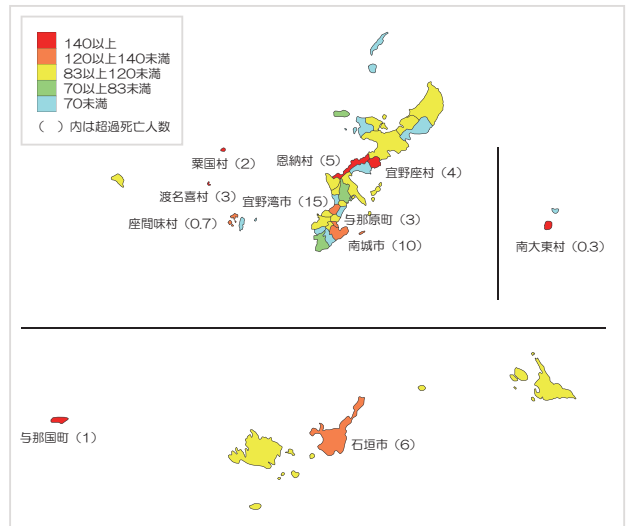 140以上
120以上140未満
83以上120未満
70以上83未満
70未満
（ ）内は超過死亡人数
粟国村（2）
恩納村（5）
宜野座村（4）
渡名喜村（3）
宜野湾市（15）
座間味村（0.7）
与那原町（3）
南城市（10）
南大東村（0.3）
与那国町（1）
石垣市（6）